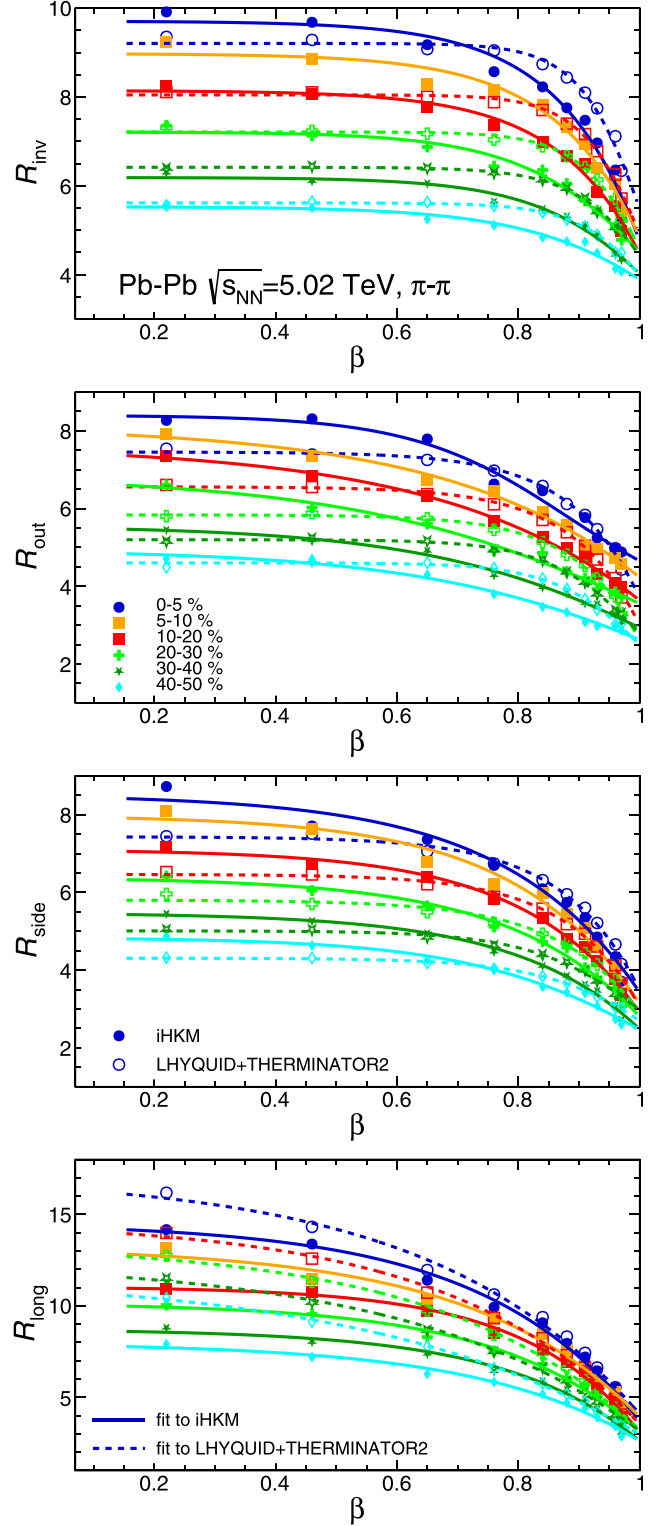 10
8
6
4
R_inv
Pb-Pb √s_NN=5.02 TeV, π-π
0.2 0.4 0.6 0.8 1
β
8
6
4
2
R_out
0-5 %
5-10 %
10-20 %
20-30 %
30-40 %
40-50 %
0.2 0.4 0.6 0.8 1
β
8
6
4
2
R_side
iHKM
LHYQUID+THERMINATOR2
0.2 0.4 0.6 0.8 1
β
15
10
5
R_long
fit to iHKM
fit to LHYQUID+THERMINATOR2
0.2 0.4 0.6 0.8 1
β